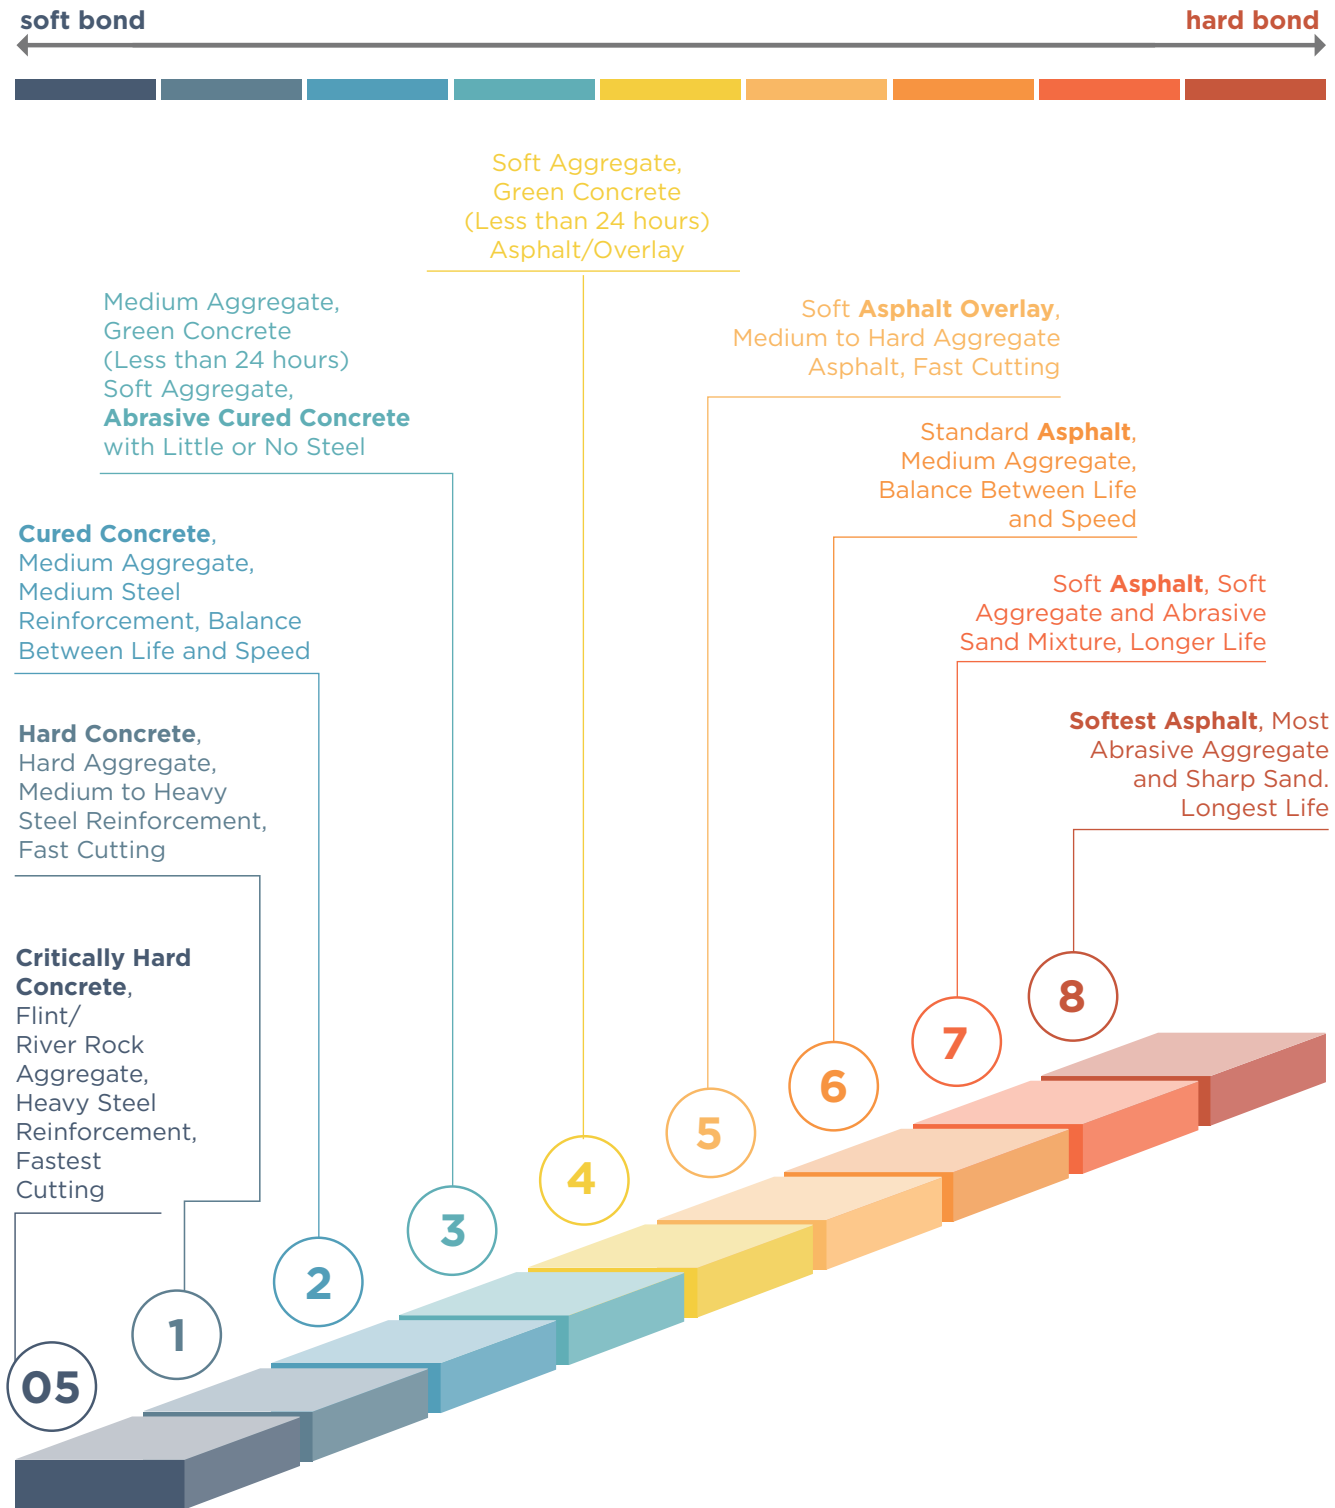 soft bond
hard bond
Soft Aggregate,
Green Concrete
(Less than 24 hours)
Asphalt/Overlay
Medium Aggregate,
Green Concrete
(Less than 24 hours)
Soft Aggregate,
Abrasive Cured Concrete
with Little or No Steel
Soft Asphalt Overlay,
Medium to Hard Aggregate
Asphalt, Fast Cutting
Standard Asphalt,
Medium Aggregate,
Balance Between Life
and Speed
Cured Concrete,
Medium Aggregate,
Medium Steel
Reinforcement, Balance
Between Life and Speed
Soft Asphalt, Soft
Aggregate and Abrasive
Sand Mixture, Longer Life
Hard Concrete,
Hard Aggregate,
Medium to Heavy
Steel Reinforcement,
Fast Cutting
Softest Asphalt, Most
Abrasive Aggregate
and Sharp Sand.
Longest Life
Critically Hard
Concrete,
Flint/
River Rock
Aggregate,
Heavy Steel
Reinforcement,
Fastest
Cutting
05
1
2
3
4
5
6
7
8